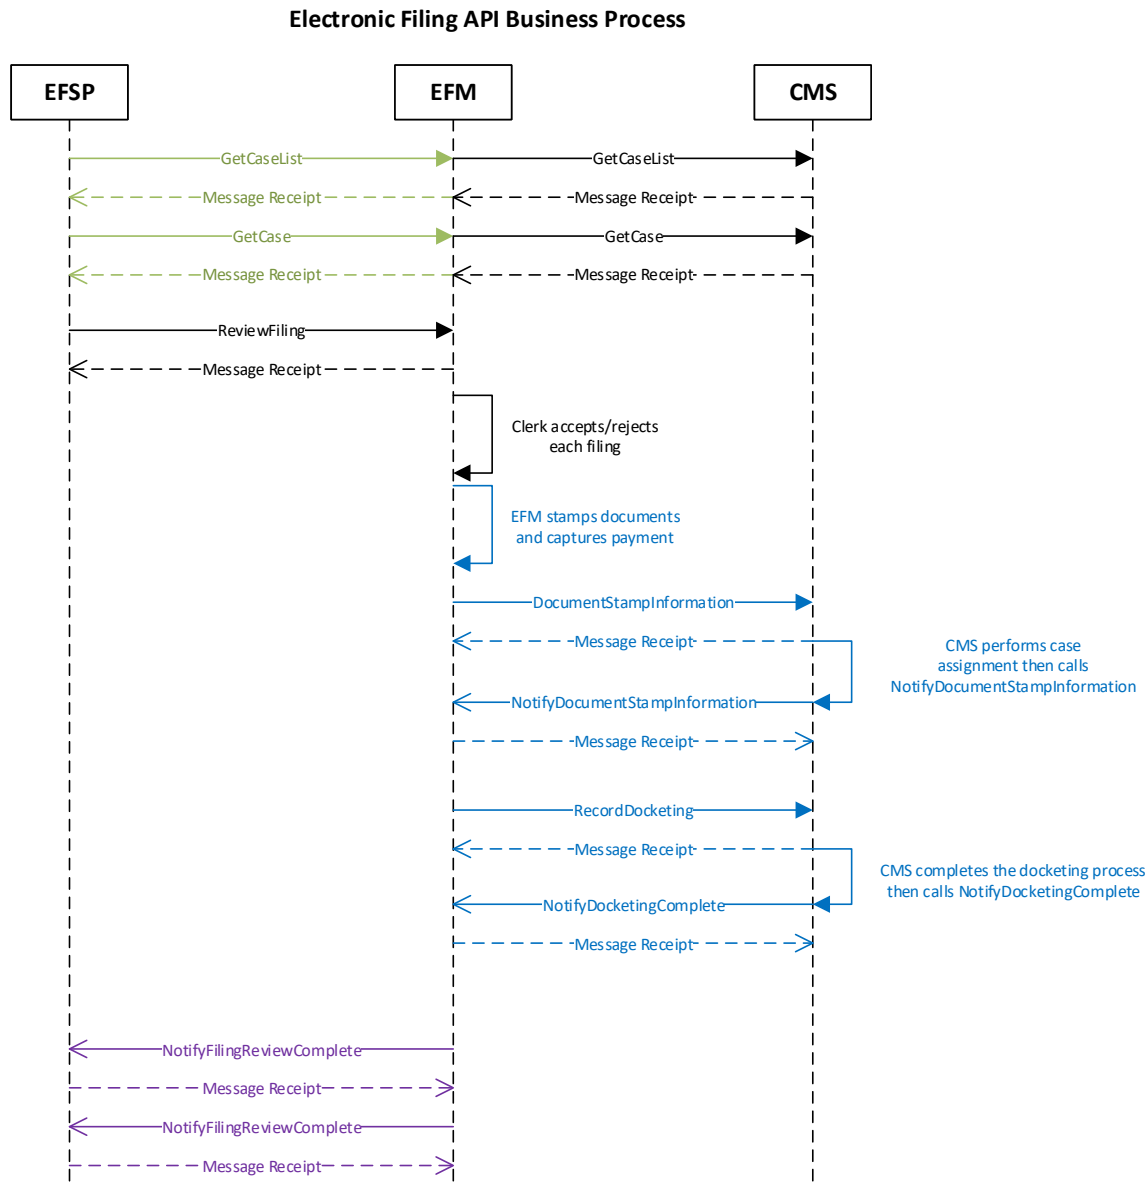 Electronic Filing API Business Process
EFSP
EFM
CMS
GetCaseList
GetCaseList
Message Receipt
Message Receipt
GetCase
GetCase
Message Receipt
Message Receipt
ReviewFiling
Message Receipt
Clerk accepts/rejects
each filing
EFM stamps documents
and captures payment
DocumentStampInformation
Message Receipt
CMS performs case
assignment then calls
NotifyDocumentStampInformation
NotifyDocumentStampInformation
Message Receipt
RecordDocketing
Message Receipt
CMS completes the docketing process
then calls NotifyDocketingComplete
NotifyDocketingComplete
Message Receipt
NotifyFilingReviewComplete
Message Receipt
NotifyFilingReviewComplete
Message Receipt